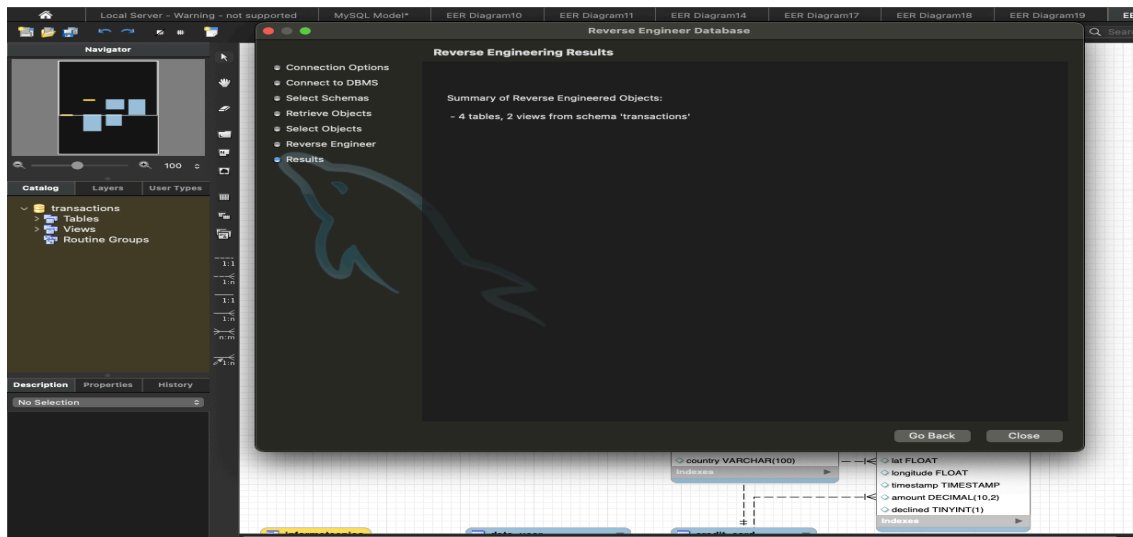 Local Server - Warning - not supported
MySQL Model*
EER Diagram10
EER Diagram11
EER Diagram14
EER Diagram17
EER Diagram18
EER Diagram19
Reverse Engineer Database
Navigator
100
Catalog
Layers
User Types
transactions
Tables
Views
Routine Groups
Description
Properties
History
No Selection
1:1
1:n
1:1
1:n
n:m
1:n
Connection Options
Connect to DBMS
Select Schemas
Retrieve Objects
Select Objects
Reverse Engineer
Results
Reverse Engineering Results
Summary of Reverse Engineered Objects:
- 4 tables, 2 views from schema 'transactions'
Go Back
Close
country VARCHAR(100)
Indexes
lat FLOAT
longitude FLOAT
timestamp TIMESTAMP
amount DECIMAL(10,2)
declined TINYINT(1)
Indexes